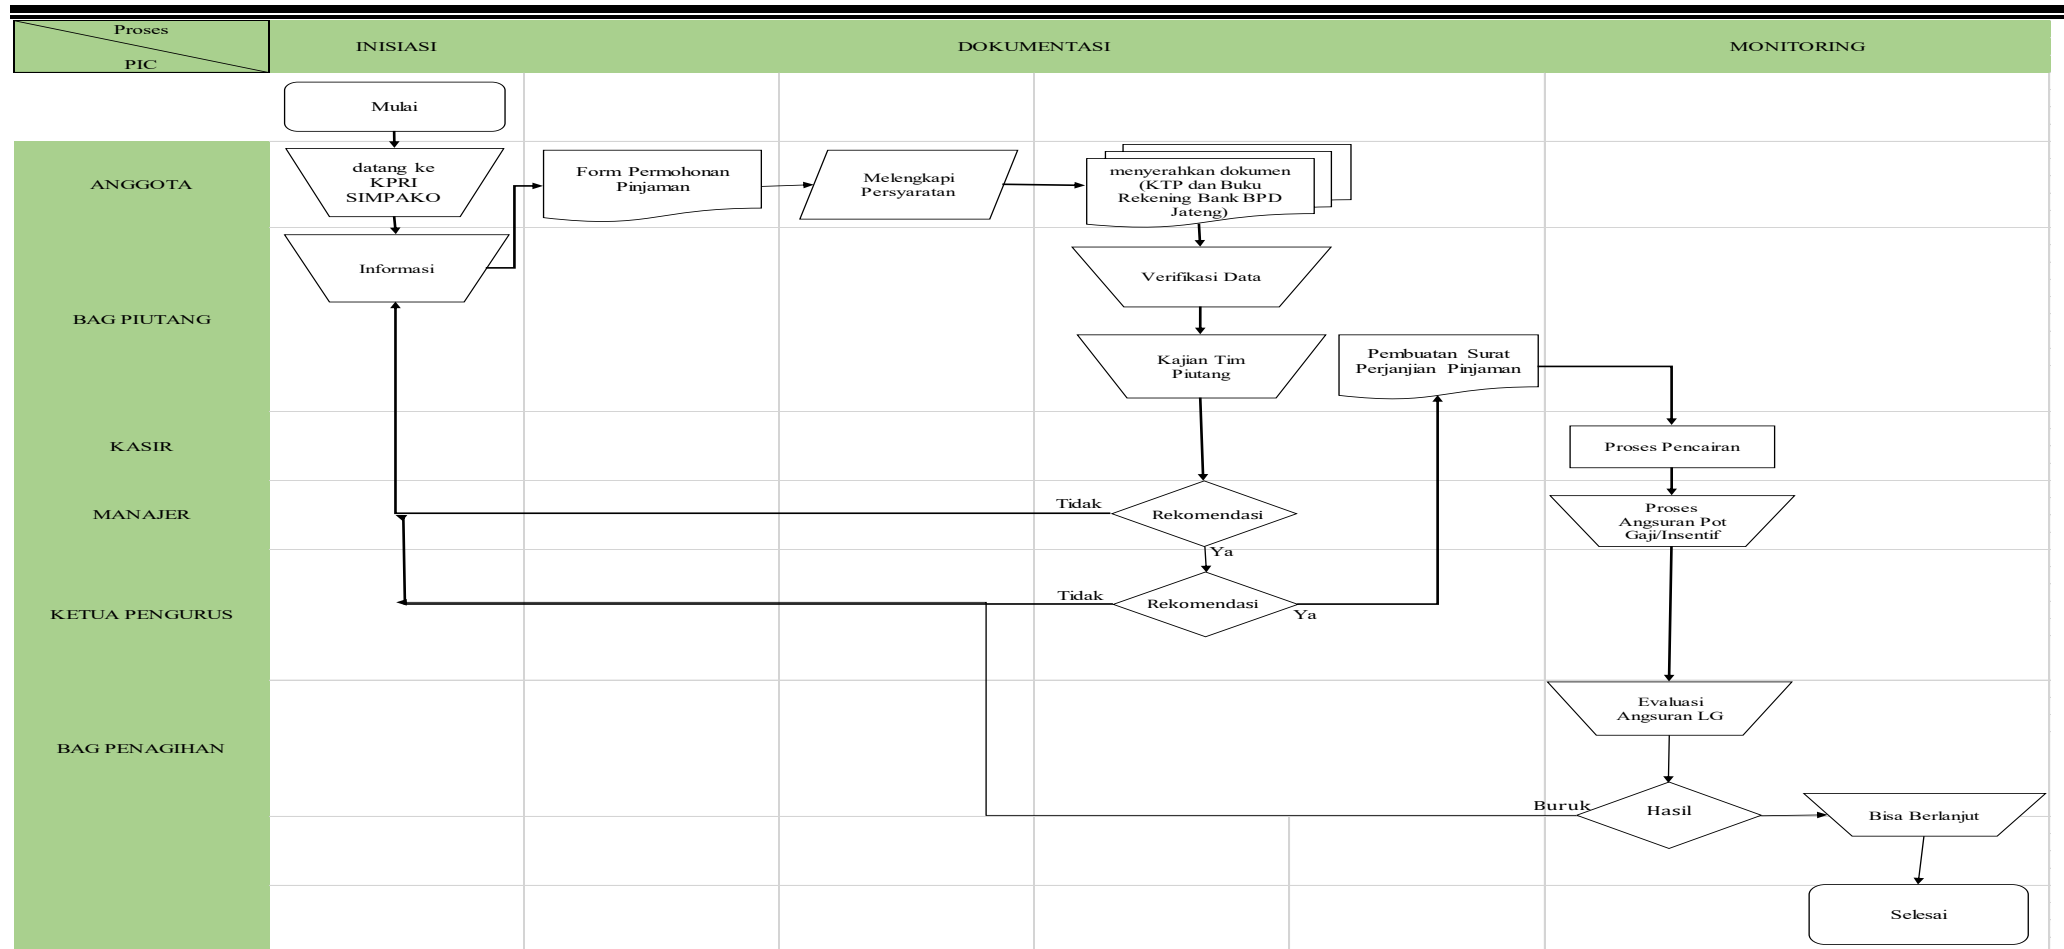 Proses
PIC
INISIASI
DOKUMENTASI
MONITORING
Mulai
ANGGOTA
datang ke
KPRI
SIMPAKO
Form Permohonan
Pinjaman
Melengkapi
Persyaratan
menyerahkan dokumen
(KTP dan Buku
Rekening Bank BPD
Jateng)
BAG PIUTANG
Informasi
Verifikasi Data
Kajian Tim
Piutang
Pembuatan Surat
Perjanjian Pinjaman
KASIR
Proses Pencairan
MANAJER
Tidak
Rekomendasi
Ya
Proses
Angsuran Pot
Gaji/Insentif
KETUA PENGURUS
Tidak
Rekomendasi
Ya
BAG PENAGIHAN
Evaluasi
Angsuran LG
Buruk
Hasil
Bisa Berlanjut
Selesai